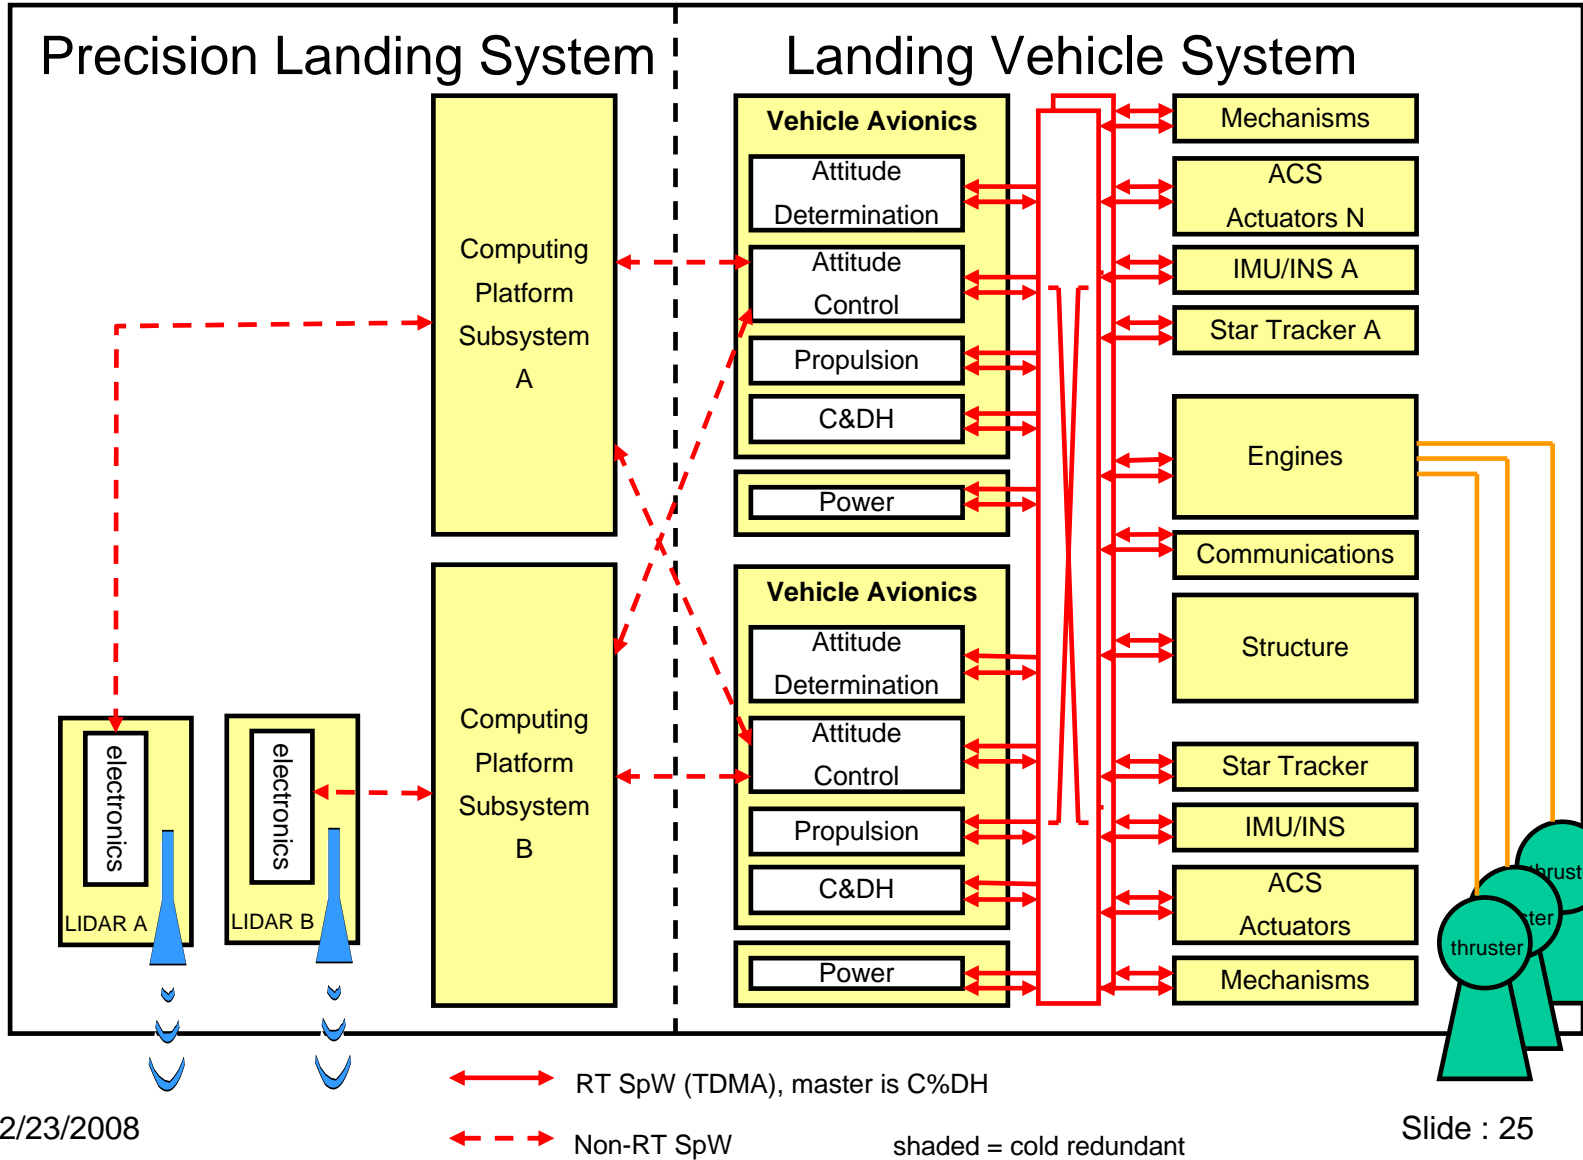 Precision Landing System
Landing Vehicle System
Computing
Platform
Subsystem
A
Computing
Platform
Subsystem
B
electronics
LIDAR A
electronics
LIDAR B
Vehicle Avionics
Attitude
Determination
Attitude
Control
Propulsion
C&DH
Power
Vehicle Avionics
Attitude
Determination
Attitude
Control
Propulsion
C&DH
Power
Mechanisms
ACS
Actuators N
IMU/INS A
Star Tracker A
Engines
Communications
Structure
Star Tracker
IMU/INS
ACS
Actuators
Mechanisms
thrust
ster
thruster
RT SpW (TDMA), master is C%DH
Non-RT SpW
shaded = cold redundant
2/23/2008
Slide : 25